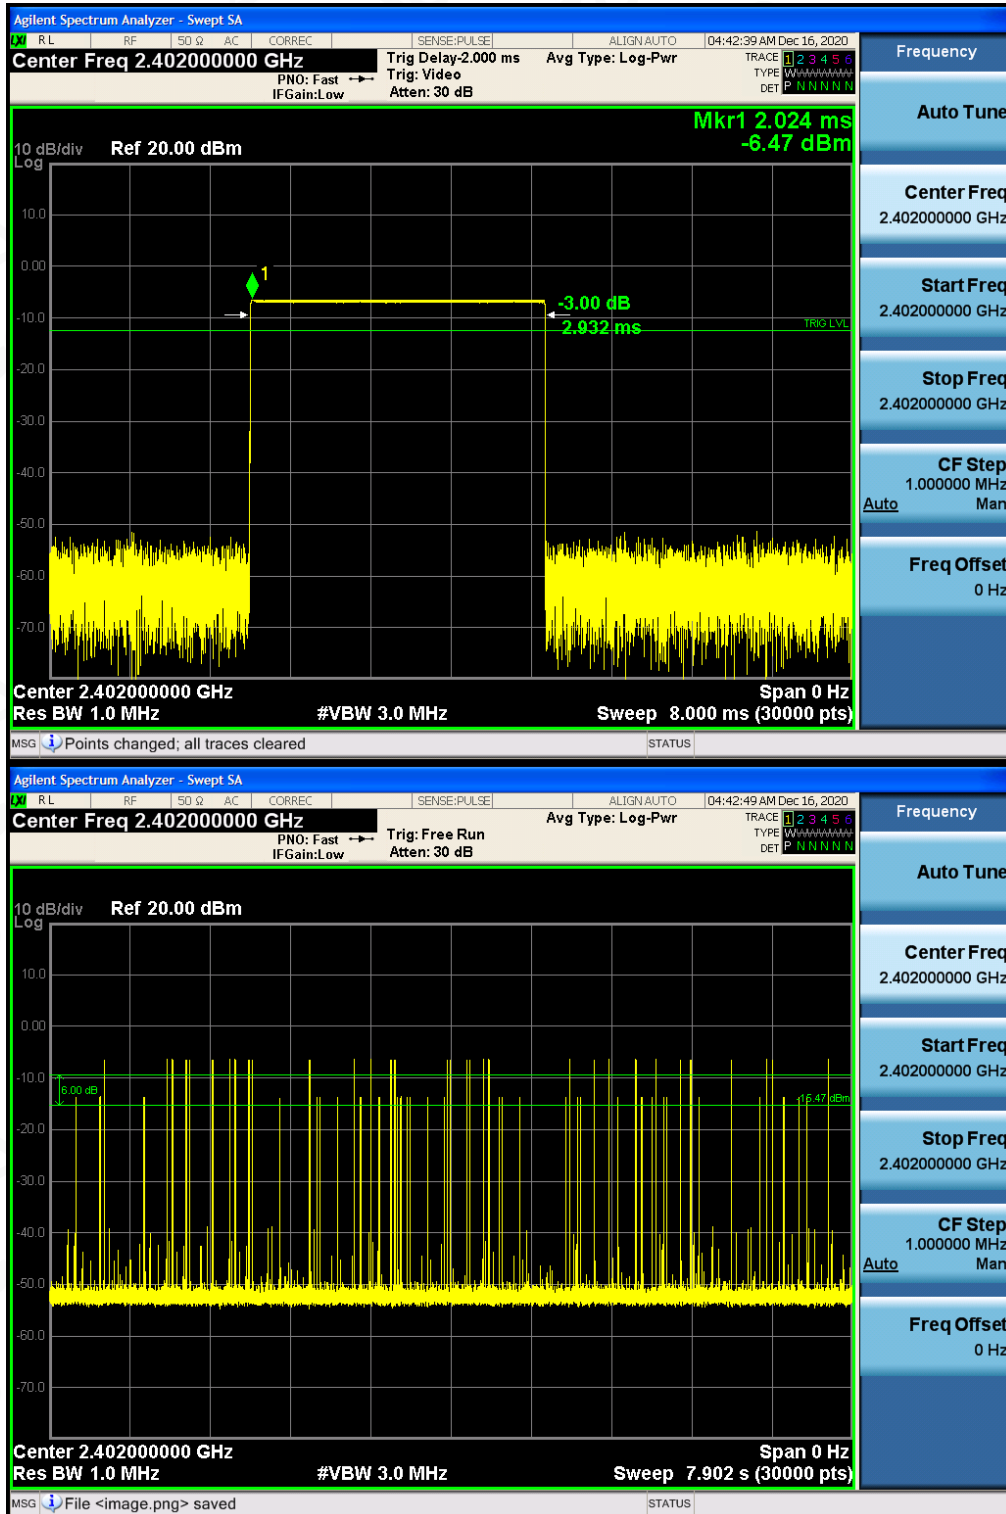 Agilent Spectrum Analyzer - Swept SA
LXI RL RF 50 Ω AC CORREC SENSE:PULSE ALIGN AUTO 04:42:39 AM Dec 16, 2020
Center Freq 2.402000000 GHz
PNO: Fast
IFGain:Low
Trig Delay-2.000 ms
Trig: Video
Atten: 30 dB
Avg Type: Log-Pwr
TRACE 1 2 3 4 5 6
TYPE WWWWWW
DET P N N N N N
Frequency
Mkr1 2.024 ms
-6.47 dBm
10 dB/div
Log
Ref 20.00 dBm
10.0
0.00
-10.0
-20.0
-30.0
-40.0
-50.0
-60.0
-70.0
1
-3.00 dB
2.932 ms
TRIG LVL
Center 2.402000000 GHz
Span 0 Hz
Res BW 1.0 MHz
#VBW 3.0 MHz
Sweep 8.000 ms (30000 pts)
Auto Tune
Center Freq
2.402000000 GHz
Start Freq
2.402000000 GHz
Stop Freq
2.402000000 GHz
CF Step
1.000000 MHz
Auto Man
Freq Offset
0 Hz
MSG Points changed; all traces cleared
STATUS
Agilent Spectrum Analyzer - Swept SA
LXI RL RF 50 Ω AC CORREC SENSE:PULSE ALIGN AUTO 04:42:49 AM Dec 16, 2020
Center Freq 2.402000000 GHz
PNO: Fast
IFGain:Low
Trig: Free Run
Atten: 30 dB
Avg Type: Log-Pwr
TRACE 1 2 3 4 5 6
TYPE WWWWWW
DET P N N N N N
Frequency
10 dB/div
Log
Ref 20.00 dBm
10.0
0.00
-10.0
-20.0
-30.0
-40.0
-50.0
-60.0
-70.0
6.00 dB
-15.47 dBm
Center 2.402000000 GHz
Span 0 Hz
Res BW 1.0 MHz
#VBW 3.0 MHz
Sweep 7.902 s (30000 pts)
Auto Tune
Center Freq
2.402000000 GHz
Start Freq
2.402000000 GHz
Stop Freq
2.402000000 GHz
CF Step
1.000000 MHz
Auto Man
Freq Offset
0 Hz
MSG File <image.png> saved
STATUS